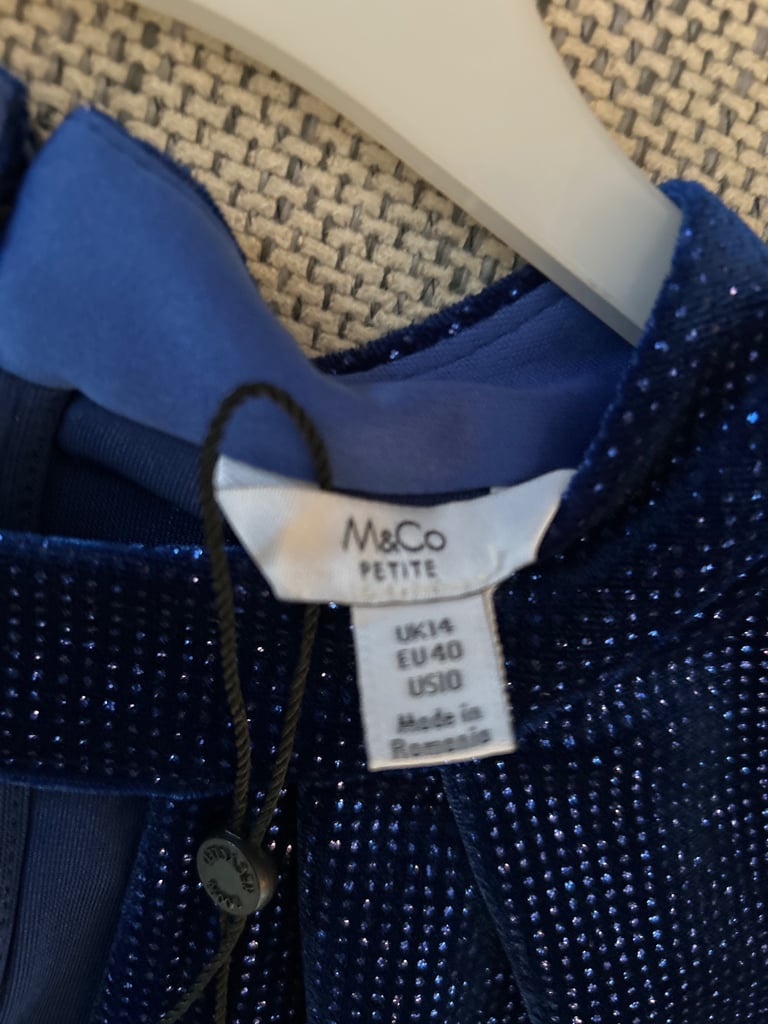 M&Co
PETITE
UK14
EU40
US10
Made in
Romania